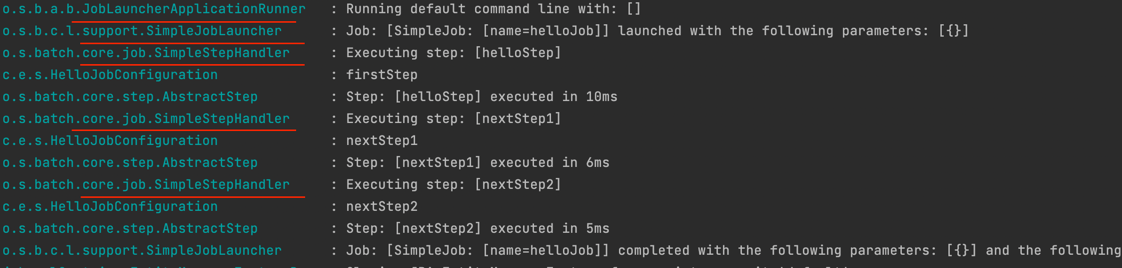 o.s.b.a.b.JobLauncherApplicationRunner : Running default command line with: []
o.s.b.c.l.support.SimpleJobLauncher : Job: [SimpleJob: [name=helloJob]] launched with the following parameters: [{}]
o.s.batch.core.job.SimpleStepHandler : Executing step: [helloStep]
c.e.s.HelloJobConfiguration : firstStep
o.s.batch.core.step.AbstractStep : Step: [helloStep] executed in 10ms
o.s.batch.core.job.SimpleStepHandler : Executing step: [nextStep1]
c.e.s.HelloJobConfiguration : nextStep1
o.s.batch.core.step.AbstractStep : Step: [nextStep1] executed in 6ms
o.s.batch.core.job.SimpleStepHandler : Executing step: [nextStep2]
c.e.s.HelloJobConfiguration : nextStep2
o.s.batch.core.step.AbstractStep : Step: [nextStep2] executed in 5ms
o.s.b.c.l.support.SimpleJobLauncher : Job: [SimpleJob: [name=helloJob]] completed with the following parameters: [{}] and the following